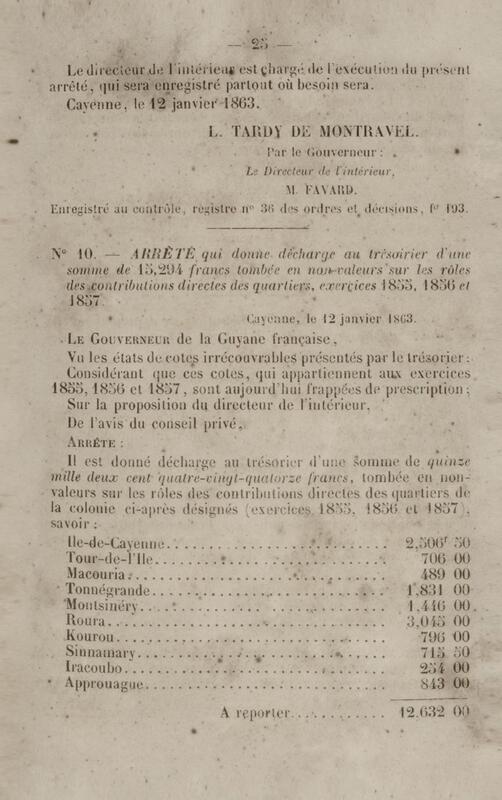 — 25 —
Le directeur de l'intérieur est chargé de l'exécution du présent
arrêté, qui sera enregistré partout où besoin sera.
Cayenne, le 12 janvier 1863.
L. TARDY DE MONTRAVEL.
Par le Gouverneur :
Le Directeur de l'intérieur,
M. FAVARD.
Enregistré au contrôle, registre n° 36 des ordres et décisions, f° 193.
N° 10. — ARRÊTÉ qui donne décharge au trésorier d'une
somme de 15,294 francs tombée en non-valeurs sur les rôles
des contributions directes des quartiers, exercices 1855, 1856 et
1857.
Cayenne, le 12 janvier 1863.
LE GOUVERNEUR de la Guyane française,
Vu les états de cotes irrécouvrables présentés par le trésorier ;
Considérant que ces cotes, qui appartiennent aux exercices
1855, 1856 et 1857, sont aujourd'hui frappées de prescription ;
Sur la proposition du directeur de l'intérieur,
De l'avis du conseil privé,
ARRÊTE :
Il est donné décharge au trésorier d'une somme de quinze
mille deux cent quatre-vingt-quatorze francs, tombée en non-
valeurs sur les rôles des contributions directes des quartiers de
la colonie ci-après désignés (exercices 1855, 1856 et 1857),
savoir :
Ile-de-Cayenne.......................... 2,506f 50
Tour-de-l'Ile.......................... 706 00
Macouria.......................... 489 00
Tonnégrande.......................... 1,831 00
Montsinéry.......................... 1,446 00
Roura.......................... 3,045 00
Kourou.......................... 796 00
Sinnamary.......................... 715 50
Iracoubo.......................... 254 00
Approuague.......................... 843 00
A reporter............ 12,632 00